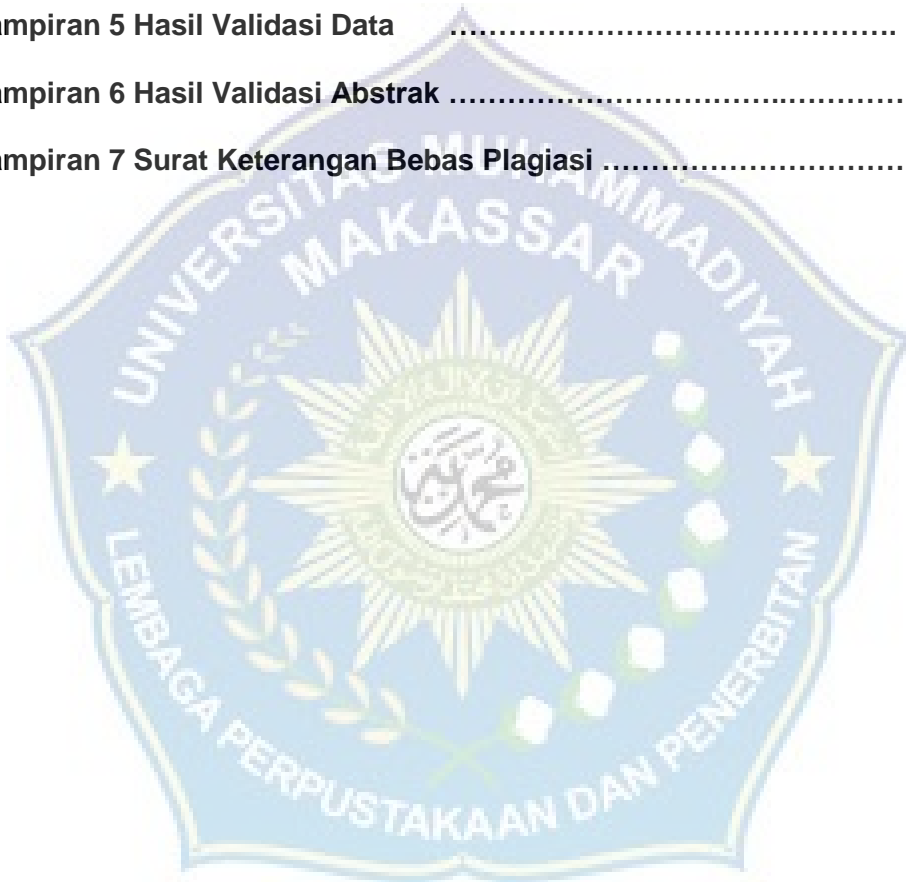 ampiran 5 Hasil Validasi Data ……………………………………….
ampiran 6 Hasil Validasi Abstrak ……………………………..………….
ampiran 7 Surat Keterangan Bebas Plagiasi ………………………….
UNIVERSITAS MUHAMMADIYAH
MAKASSAR
LEMBAGA PERPUSTAKAAN DAN PENERBITAN